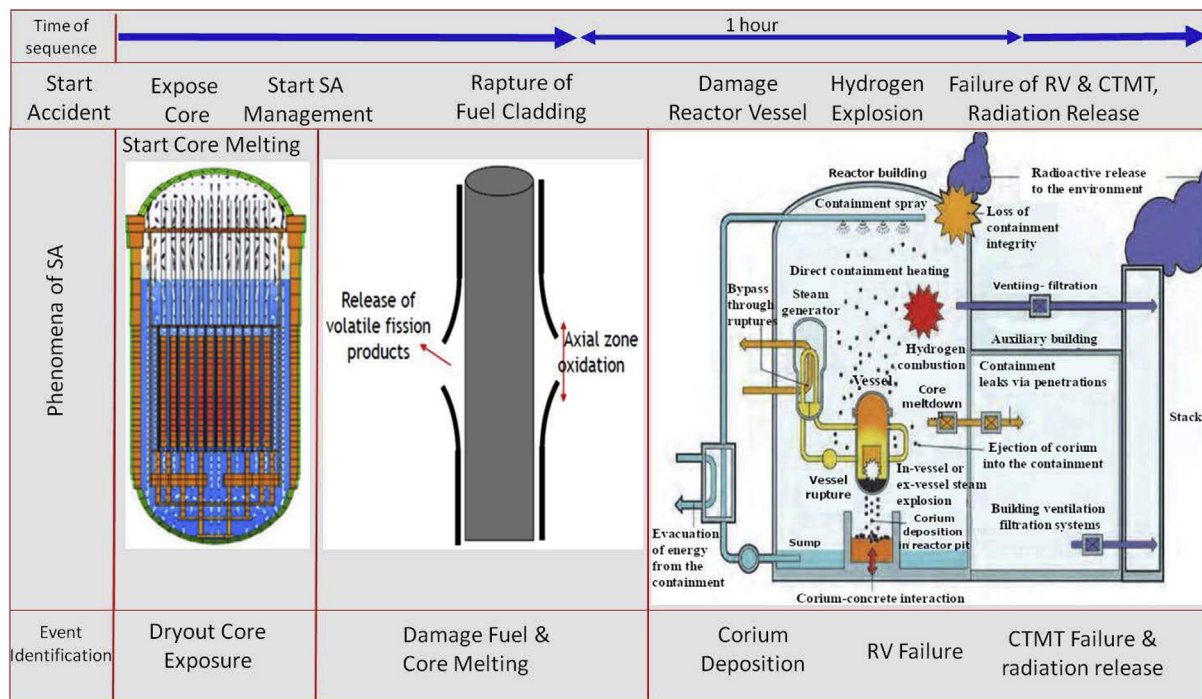 Time of
sequence
1 hour
Start
Accident
Expose
Core
Start SA
Management
Rapture of
Fuel Cladding
Damage
Reactor Vessel
Hydrogen
Explosion
Failure of RV & CTMT,
Radiation Release
Phenomena of SA
Start Core Melting
Release of
volatile fission
products
Axial zone
oxidation
Reactor building
Containment spray
Radioactive release
to the environment
Loss of
containment
integrity
Direct containment heating
Bypass
through
ruptures
Steam
generator
Ventiing- filtration
Hydrogen
combustion
Auxiliary building
Containment
leaks via penetrations
Vessel
Core
meltdown
Stack
Ejection of corium
into the containment
Vessel
rupture
In-vessel or
ex-vessel steam
explosion
Building ventilation
filtration systems
Corium
deposition
in reactor pit
Evacuation
of energy
from the
containment
Sump
Corium-concrete interaction
Event
Identification
Dryout Core
Exposure
Damage Fuel &
Core Melting
Corium
Deposition
RV Failure
CTMT Failure &
radiation release